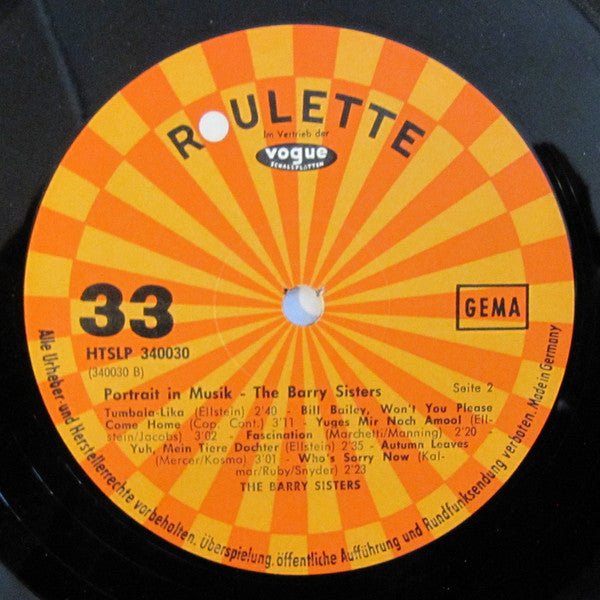 ROULETTE
Im Vertrieb der
vogue
SCHALLPLATTEN
33
GEMA
HTSLP 340030
(340030 B)
Portrait in Musik - The Barry Sisters
Seite 2
Tumbala-Lika (Ellstein) 2'40 - Bill Bailey, Won't You Please
Come Home (Cop. Cont.) 3'11 - Yuges Mir Noch Amool (Ell-
stein/Jacobs) 3'02 - Fascination (Marchetti/Manning) 2'20
Yuh, Mein Tiere Dochter (Ellstein) 2'35 - Autumn Leaves
(Mercer/Kosma) 3'01 - Who's Sorry Now (Kal-
mar/Ruby/Snyder) 2'23
THE BARRY SISTERS
Alle Urheber- und Herstellerrechte vorbehalten. Überspielung, öffentliche Aufführung und Rundfunksendung verboten. Made in Germany